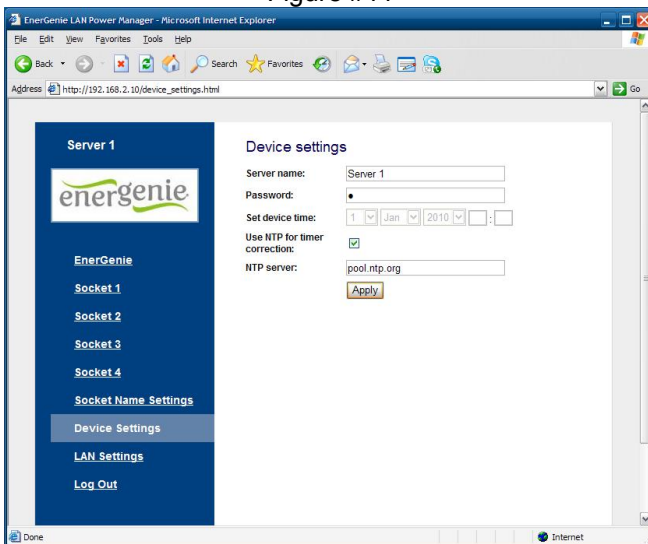 EnerGenie LAN Power Manager - Microsoft Internet Explorer
File Edit View Favorites Tools Help
Back Search Favorites
Address http://192.168.2.10/device_settings.html Go
Server 1
energenie
EnerGenie
Socket 1
Socket 2
Socket 3
Socket 4
Socket Name Settings
Device Settings
LAN Settings
Log Out
Device settings
Server name: Server 1
Password: •
Set device time: 1 Jan 2010 :
Use NTP for timer
correction:
NTP server: pool.ntp.org
Apply
Done Internet